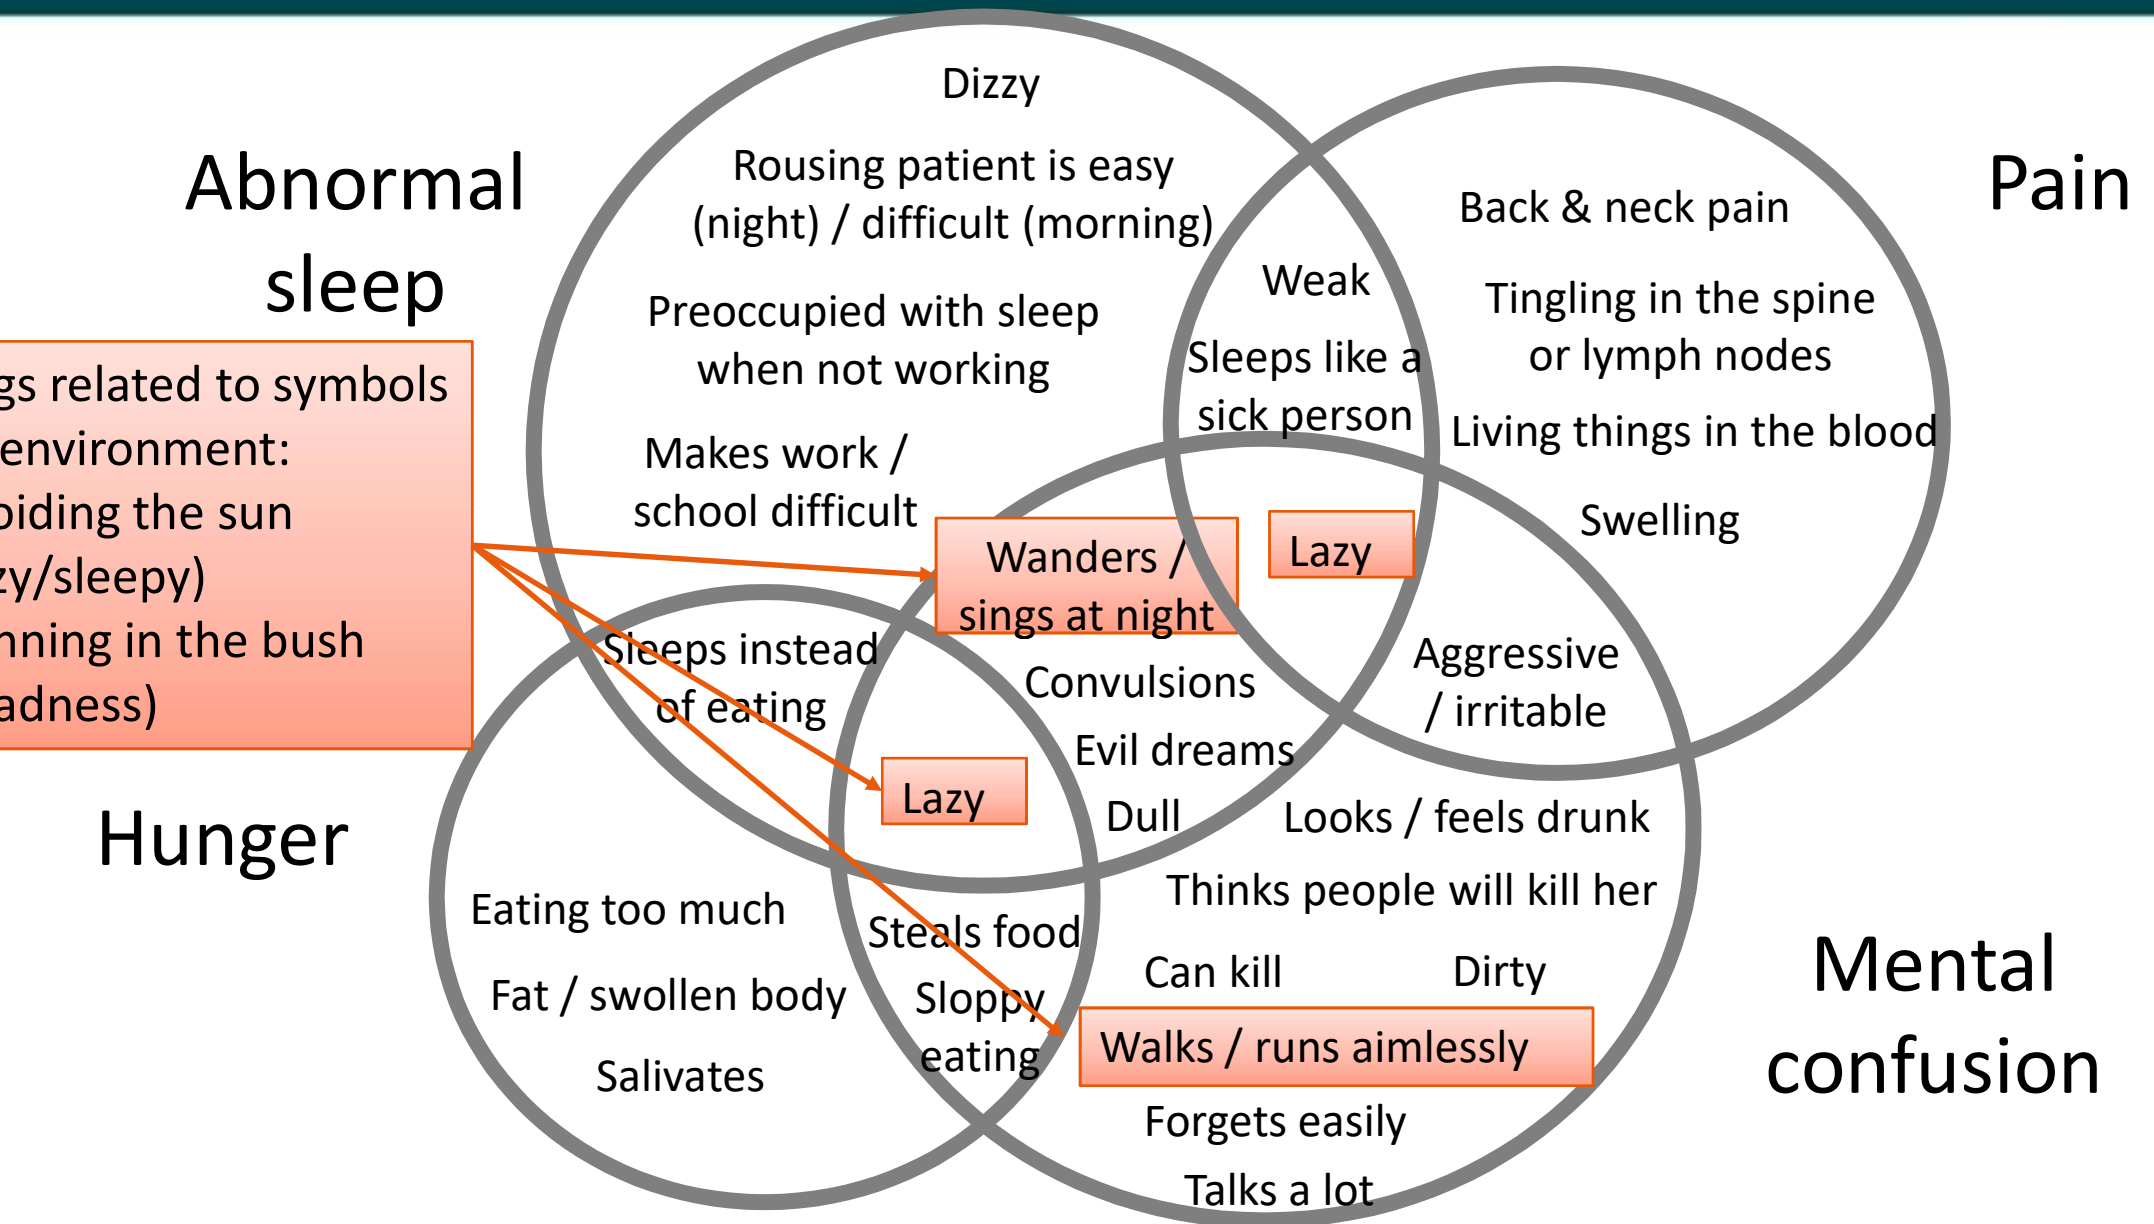 Abnormal
sleep
Pain
Hunger
Mental
confusion
Dizzy
Rousing patient is easy
(night) / difficult (morning)
Preoccupied with sleep
when not working
Makes work /
school difficult
Weak
Sleeps like a
sick person
Back & neck pain
Tingling in the spine
or lymph nodes
Living things in the blood
Swelling
related to symbols
environment:
the sun
/sleepy)
in the bush
Wanders /
sings at night
Lazy
Sleeps instead
of eating
Convulsions
Evil dreams
Dull
Lazy
Aggressive
/ irritable
Looks / feels drunk
Thinks people will kill her
Can kill
Dirty
Walks / runs aimlessly
Forgets easily
Talks a lot
Eating too much
Fat / swollen body
Salivates
Steals food
Sloppy
eating